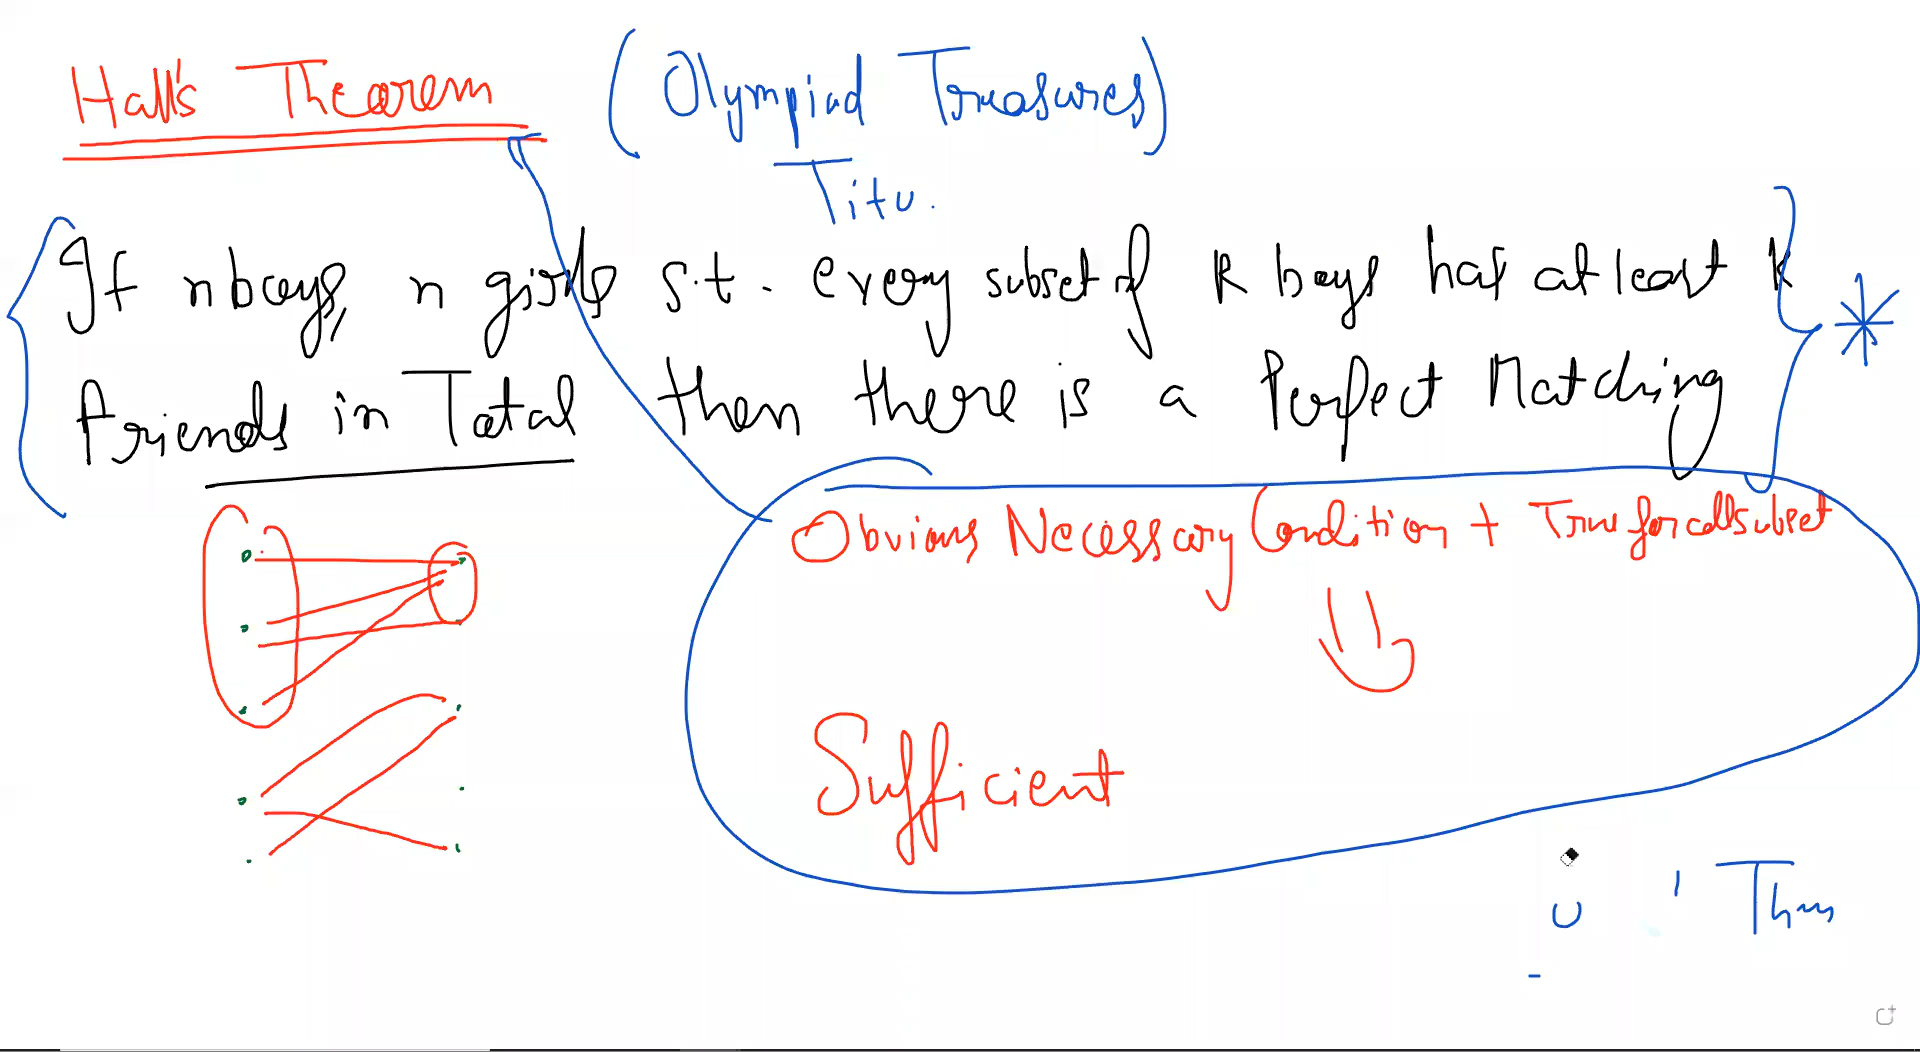 Hall's Theorem (Olympiad Treasures)
Titu.
If n boys, n girls s.t. every subset of k boys has at least k
friends in Total then there is a Perfect Matching
Obvious Necessary Condition + True for all subset
Sufficient
Thm